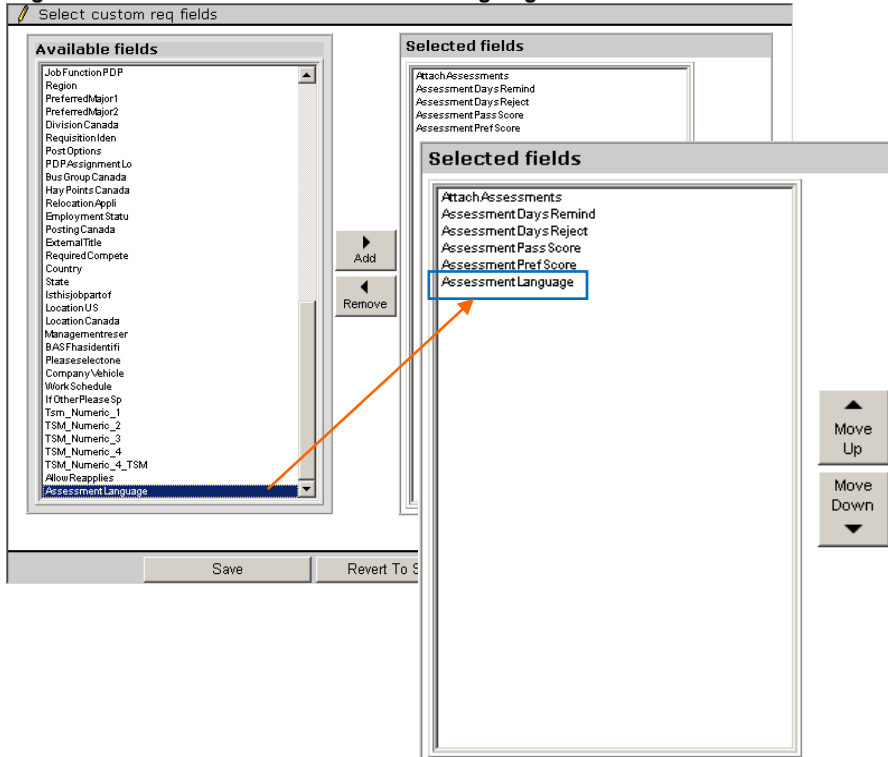 Select custom req fields
Available fields
JobFunctionPDP
Region
PreferredMajor1
PreferredMajor2
DivisionCanada
RequisitionIden
PostOptions
PDPAssignmentLo
BusGroupCanada
HayPointsCanada
RelocationAppli
EmploymentStatu
PostingCanada
ExternalTitle
RequiredCompete
Country
State
Isthisjobpartof
LocationUS
LocationCanada
Managementreser
BASFhasidentifi
Pleaseselectone
CompanyVehicle
WorkSchedule
IfOtherPleaseSp
Tsm_Numeric_1
TSM_Numeric_2
TSM_Numeric_3
TSM_Numeric_4
TSM_Numeric_4_TSM
AllowReapplies
AssessmentLanguage
Add
Remove
Selected fields
AttachAssessments
AssessmentDaysRemind
AssessmentDaysReject
AssessmentPassScore
AssessmentPrefScore
Selected fields
AttachAssessments
AssessmentDaysRemind
AssessmentDaysReject
AssessmentPassScore
AssessmentPrefScore
AssessmentLanguage
Move
Up
Move
Down
Save
Revert To S